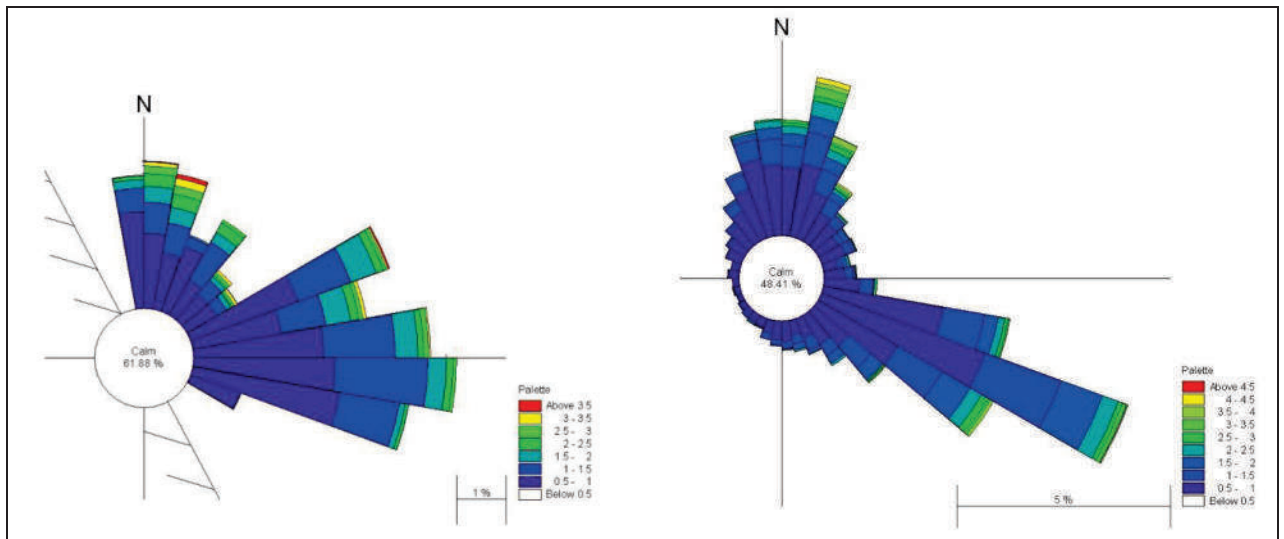 N
Calm
61.88 %
Palette
Above 3.5
3 - 3.5
2.5 - 3
2 - 2.5
1.5 - 2
1 - 1.5
0.5 - 1
Below 0.5
1 %
N
Calm
48.41 %
Palette
Above 4.5
4 - 4.5
3.5 - 4
3 - 3.5
2.5 - 3
2 - 2.5
1.5 - 2
1 - 1.5
0.5 - 1
Below 0.5
5 %